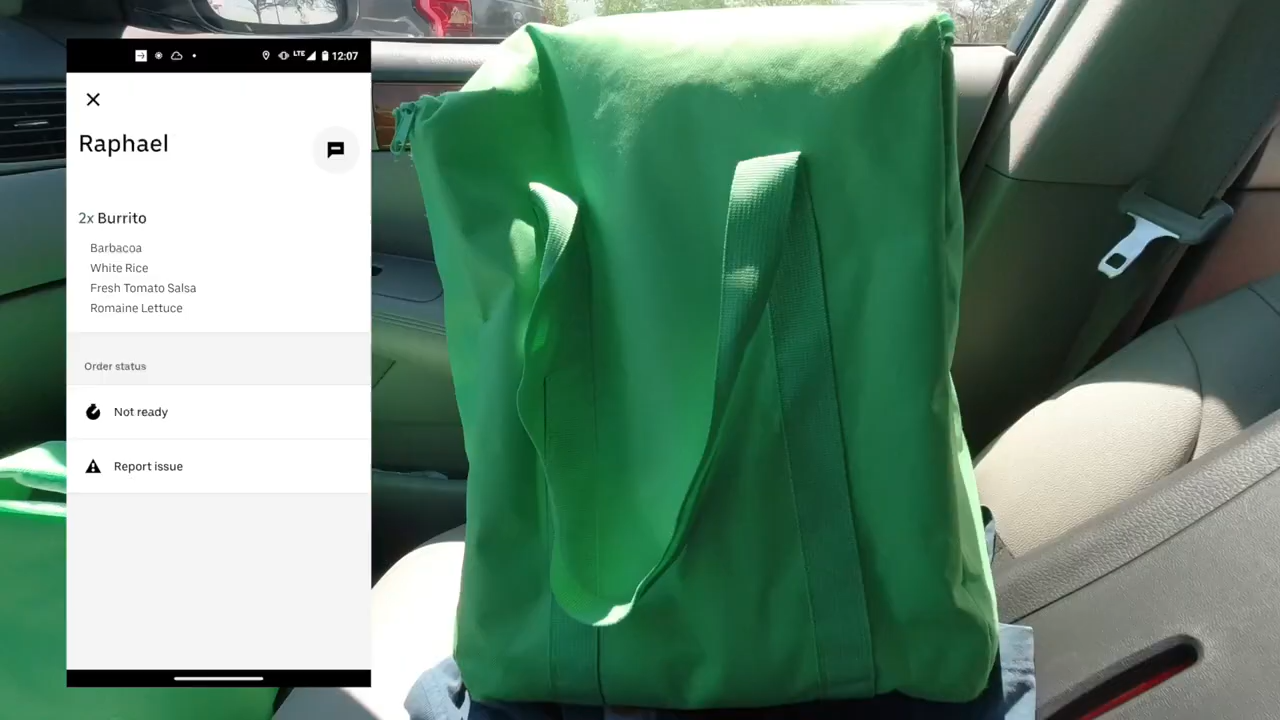 LTE 12:07
Raphael
2x Burrito
Barbacoa
White Rice
Fresh Tomato Salsa
Romaine Lettuce
Order status
Not ready
Report issue